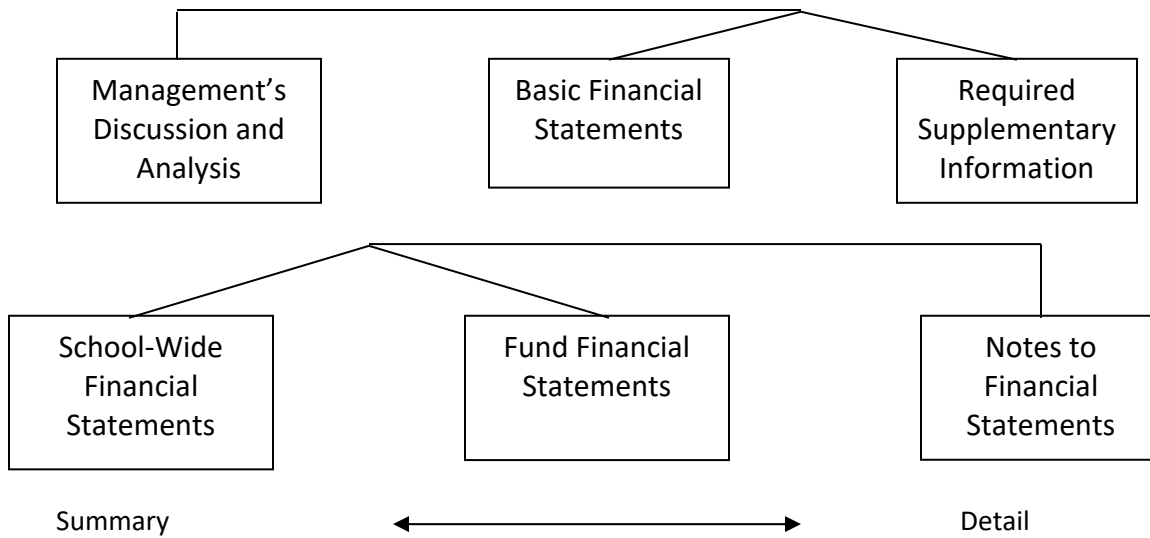 Management’s
Discussion and
Analysis
Basic Financial
Statements
Required
Supplementary
Information
School-Wide
Financial
Statements
Fund Financial
Statements
Notes to
Financial
Statements
Summary
Detail